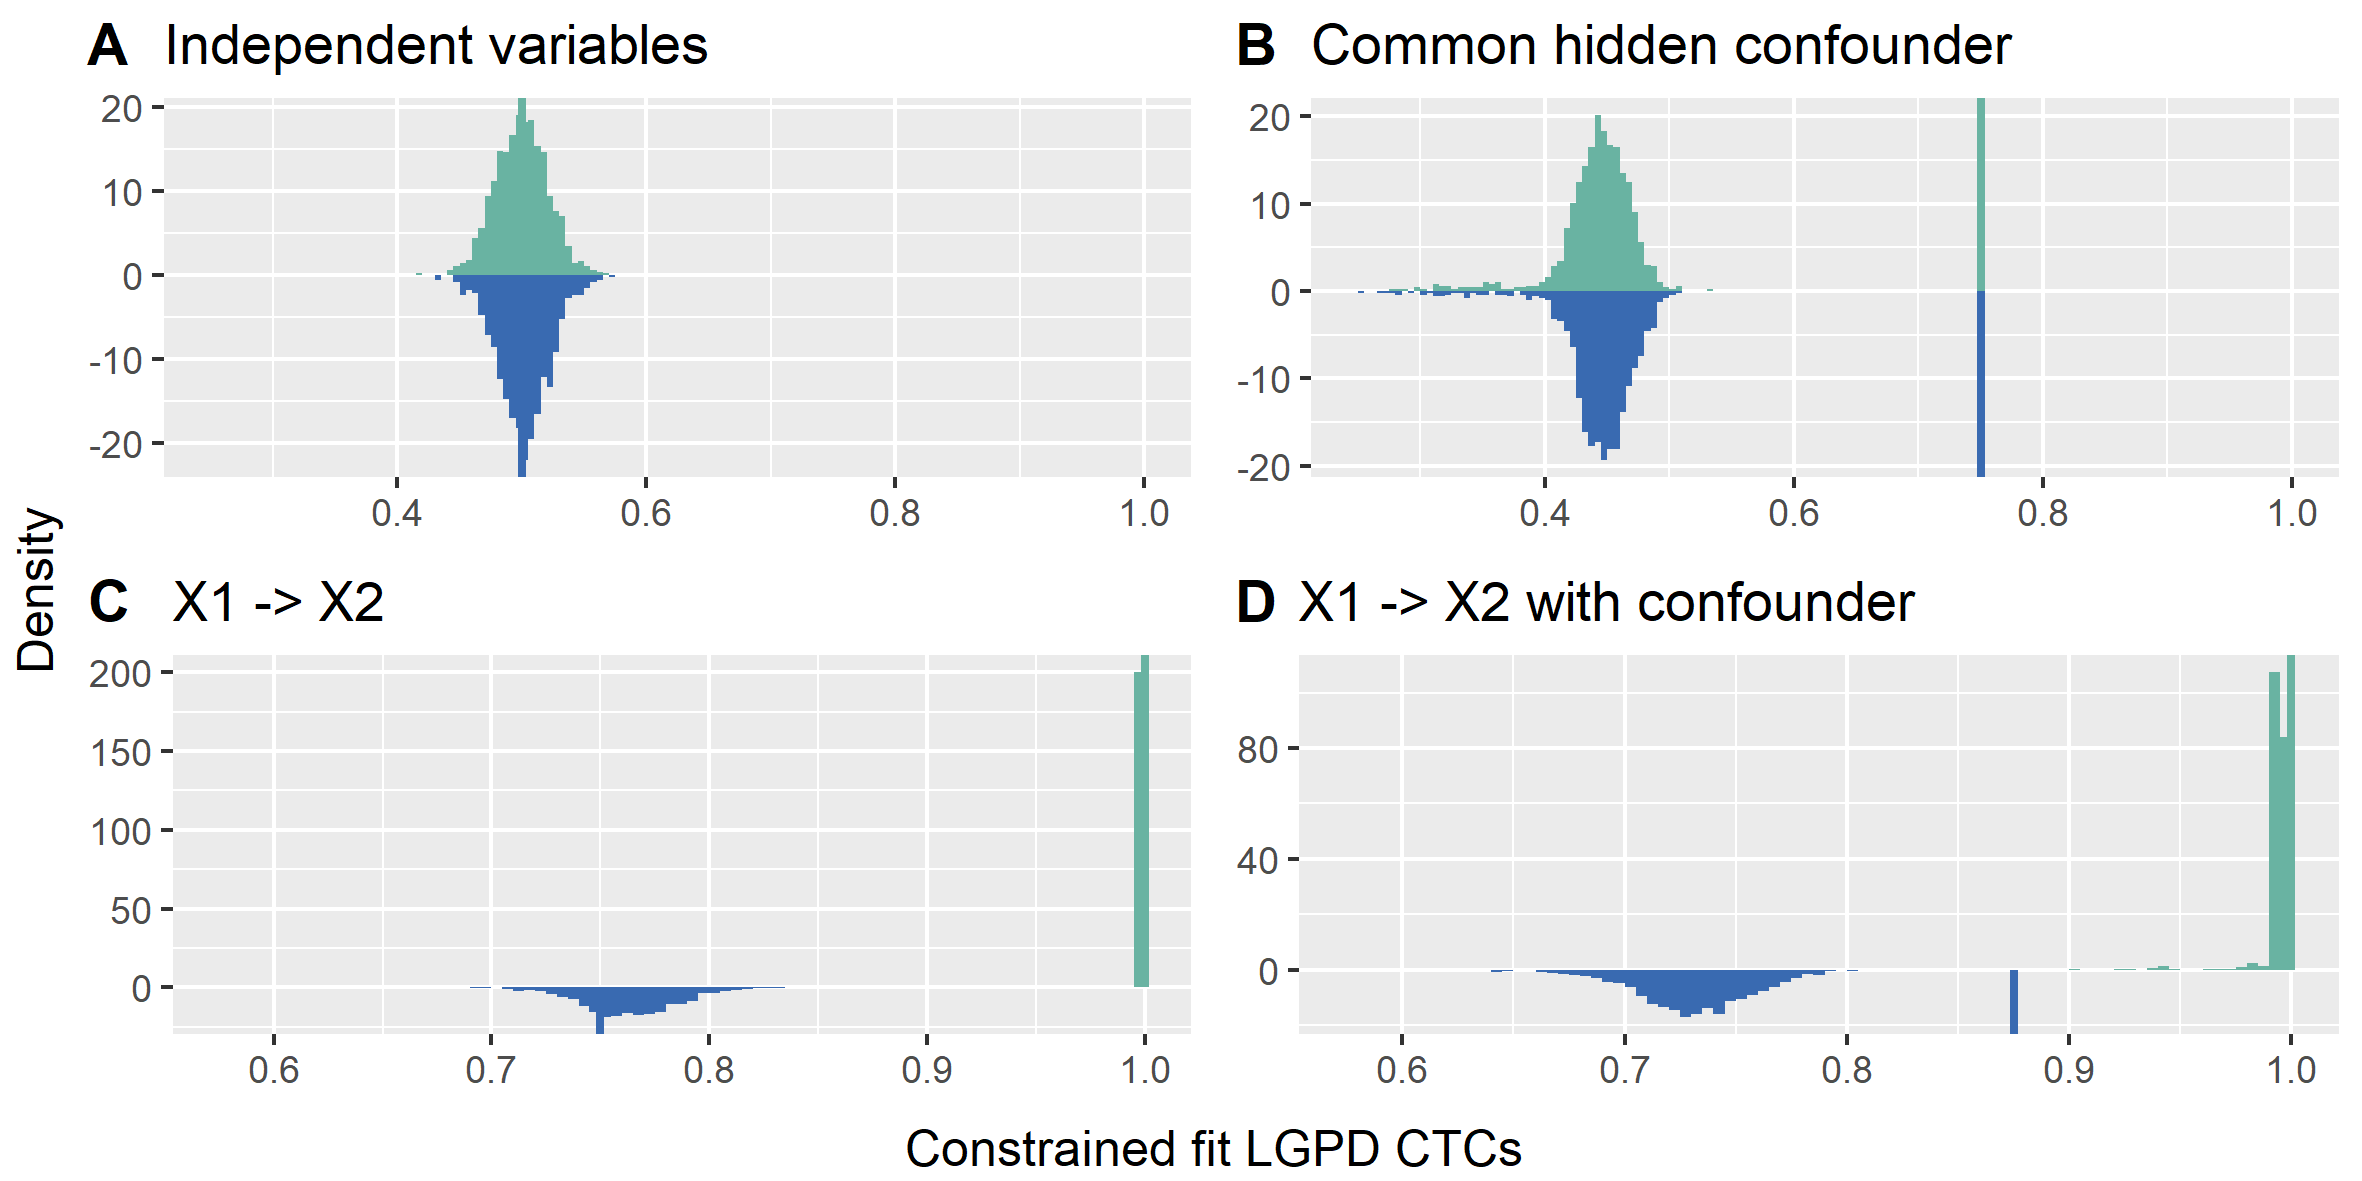 A Independent variables
20
10
0
-10
-20
0.4 0.6 0.8 1.0
B Common hidden confounder
20
10
0
-10
-20
0.4 0.6 0.8 1.0
Density
C X1 -> X2
200
150
100
50
0
0.6 0.7 0.8 0.9 1.0
D X1 -> X2 with confounder
80
40
0
0.6 0.7 0.8 0.9 1.0
Constrained fit LGPD CTCs